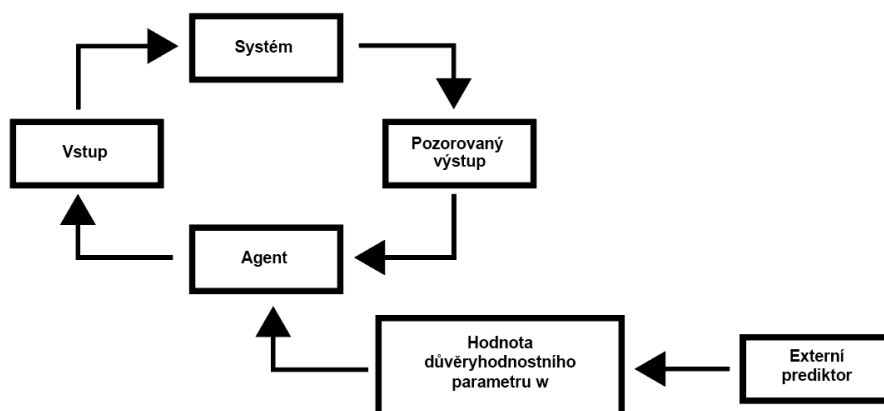 Systém
Vstup
Pozorovaný
výstup
Agent
Hodnota
důvěryhodnostního
parametru w
Externí
prediktor